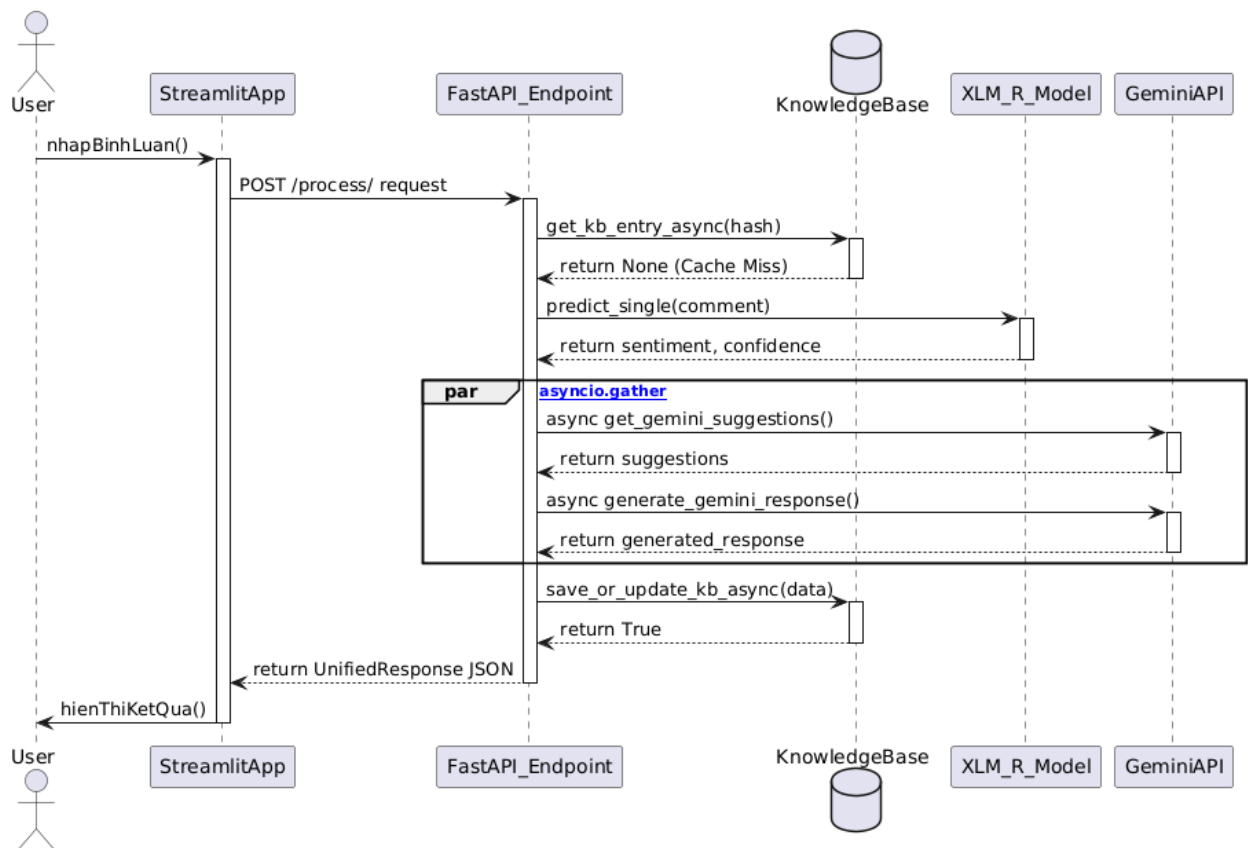 User
StreamlitApp
FastAPI_Endpoint
KnowledgeBase
XLM_R_Model
GeminiAPI
nhapBinhLuan()
POST /process/ request
get_kb_entry_async(hash)
return None (Cache Miss)
predict_single(comment)
return sentiment, confidence
par
asyncio.gather
async get_gemini_suggestions()
return suggestions
async generate_gemini_response()
return generated_response
save_or_update_kb_async(data)
return True
return UnifiedResponse JSON
hienThiKetQua()
User
StreamlitApp
FastAPI_Endpoint
KnowledgeBase
XLM_R_Model
GeminiAPI